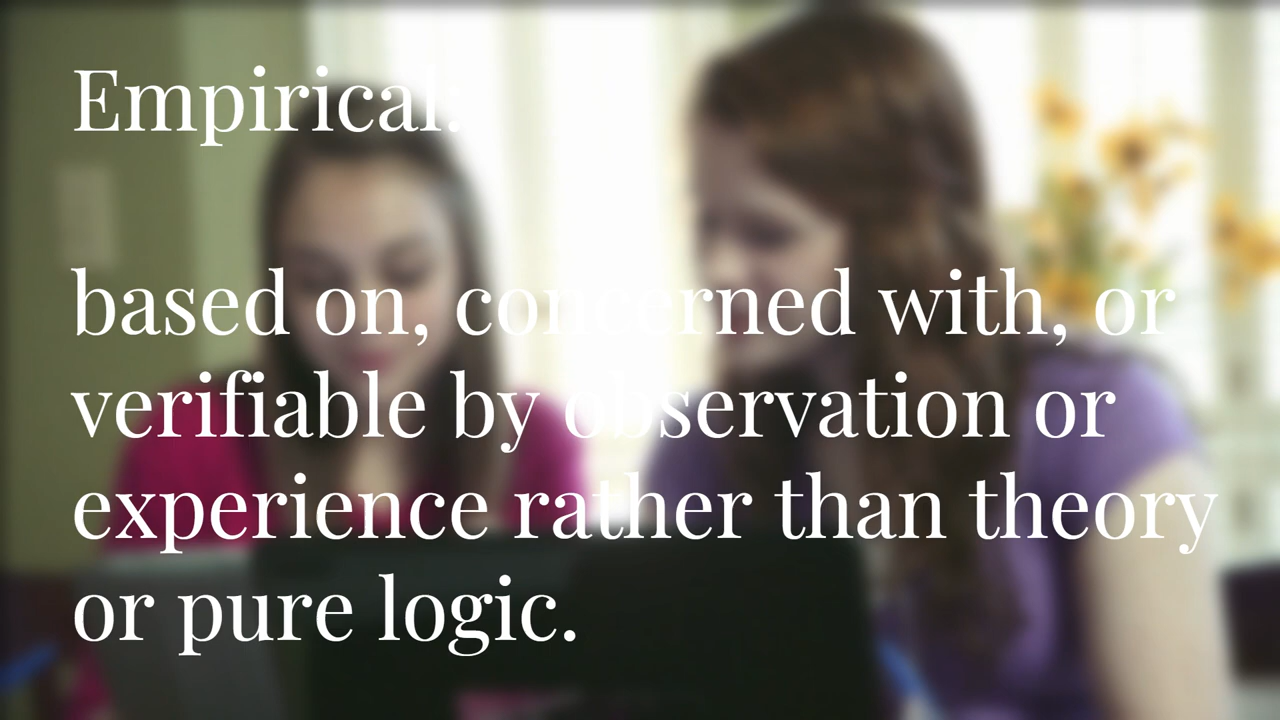 Empirical:
based on, concerned with, or
verifiable by observation or
experience rather than theory
or pure logic.